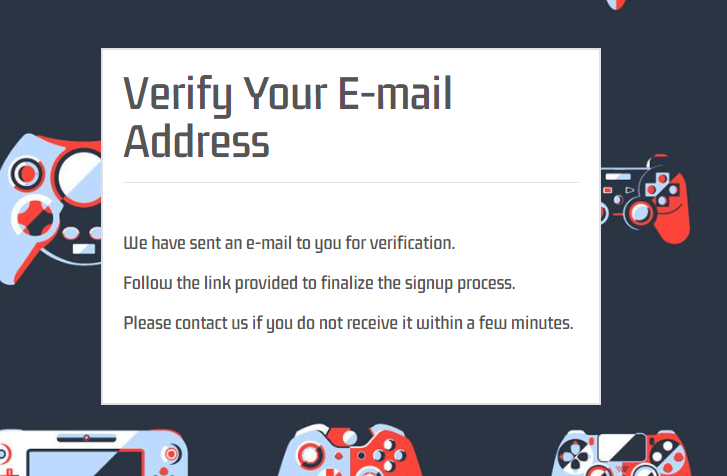 Verify Your E-mail
Address
We have sent an e-mail to you for verification.
Follow the link provided to finalize the signup process.
Please contact us if you do not receive it within a few minutes.